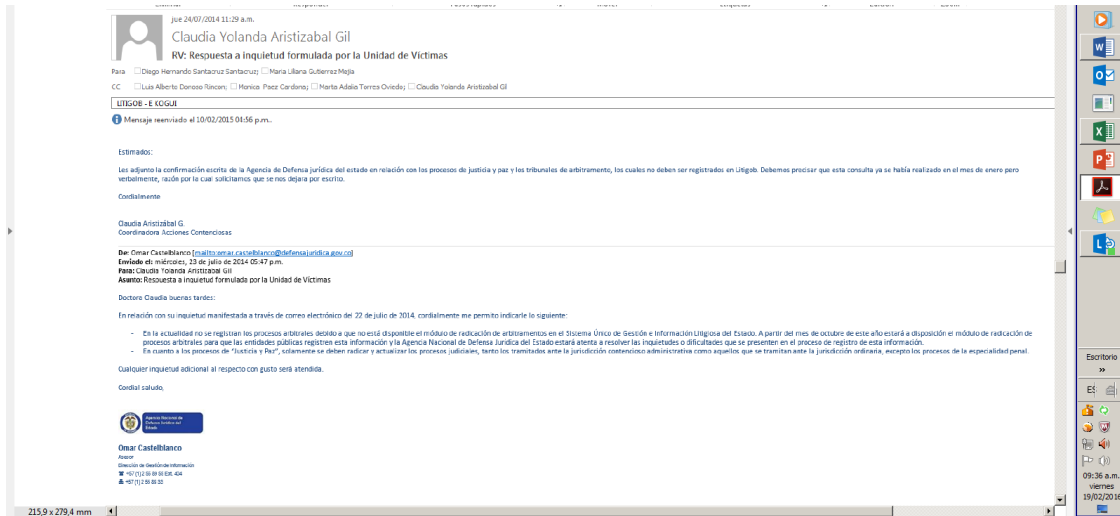 jue 24/07/2014 11:29 a.m.
Claudia Yolanda Aristizabal Gil
RV: Respuesta a inquietud formulada por la Unidad de Víctimas
Para Diego Hernando Santacruz Santacruz; Maria Liliana Gutierrez Mejia
CC Luis Alberto Donoso Rincon; Monica Paez Cardona; Marta Adalia Torres Oviedo; Claudia Yolanda Aristizabal Gil
LITIGOB - E KOGUI
Mensaje reenviado el 10/02/2015 04:56 p.m..
Estimados:
Les adjunto la confirmación escrita de la Agencia de Defensa jurídica del estado en relación con los procesos de justicia y paz y los tribunales de arbitramento, los cuales no deben ser registrados en Litigob. Debemos precisar que esta consulta ya se había realizado en el mes de enero pero
verbalmente, razón por la cual solicitamos que se nos dejara por escrito.
Cordialmente
Claudia Aristizábal G.
Coordinadora Acciones Contenciosas
De: Omar Castelblanco [mailto:omar.castelblanco@defensajuridica.gov.co]
Enviado el: miércoles, 23 de julio de 2014 05:47 p.m.
Para: Claudia Yolanda Aristizabal Gil
Asunto: Respuesta a inquietud formulada por la Unidad de Víctimas
Doctora Claudia buenas tardes:
En relación con su inquietud manifestada a través de correo electrónico del 22 de julio de 2014, cordialmente me permito indicarle lo siguiente:
- En la actualidad no se registran los procesos arbitrales debido a que no está disponible el módulo de radicación de arbitramentos en el Sistema Único de Gestión e Información Litigiosa del Estado. A partir del mes de octubre de este año estará a disposición el módulo de radicación de
procesos arbitrales para que las entidades públicas registren esta información y la Agencia Nacional de Defensa Jurídica del Estado estará atenta a resolver las inquietudes o dificultades que se presenten en el proceso de registro de esta información.
- En cuanto a los procesos de "Justicia y Paz", solamente se deben radicar y actualizar los procesos judiciales, tanto los tramitados ante la jurisdicción contencioso administrativa como aquellos que se tramitan ante la jurisdicción ordinaria, excepto los procesos de la especialidad penal.
Cualquier inquietud adicional al respecto con gusto será atendida.
Cordial saludo,
Agencia Nacional de
Defensa Jurídica del
Estado
Omar Castelblanco
Asesor
Dirección de Gestión de Información
215,9 x 279,4 mm
Escritorio
»
ES
09:36 a.m.
viernes
19/02/2016